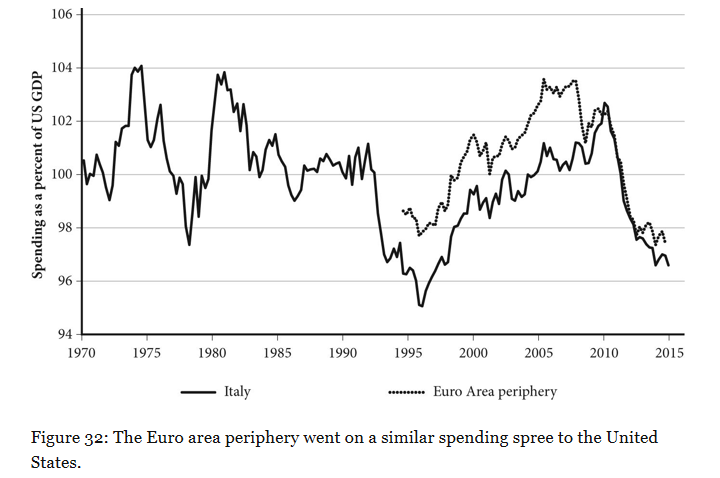 106
104
102
100
98
96
94
Spending as a percent of US GDP
1970 1975 1980 1985 1990 1995 2000 2005 2010 2015
Italy Euro Area periphery
Figure 32: The Euro area periphery went on a similar spending spree to the United
States.